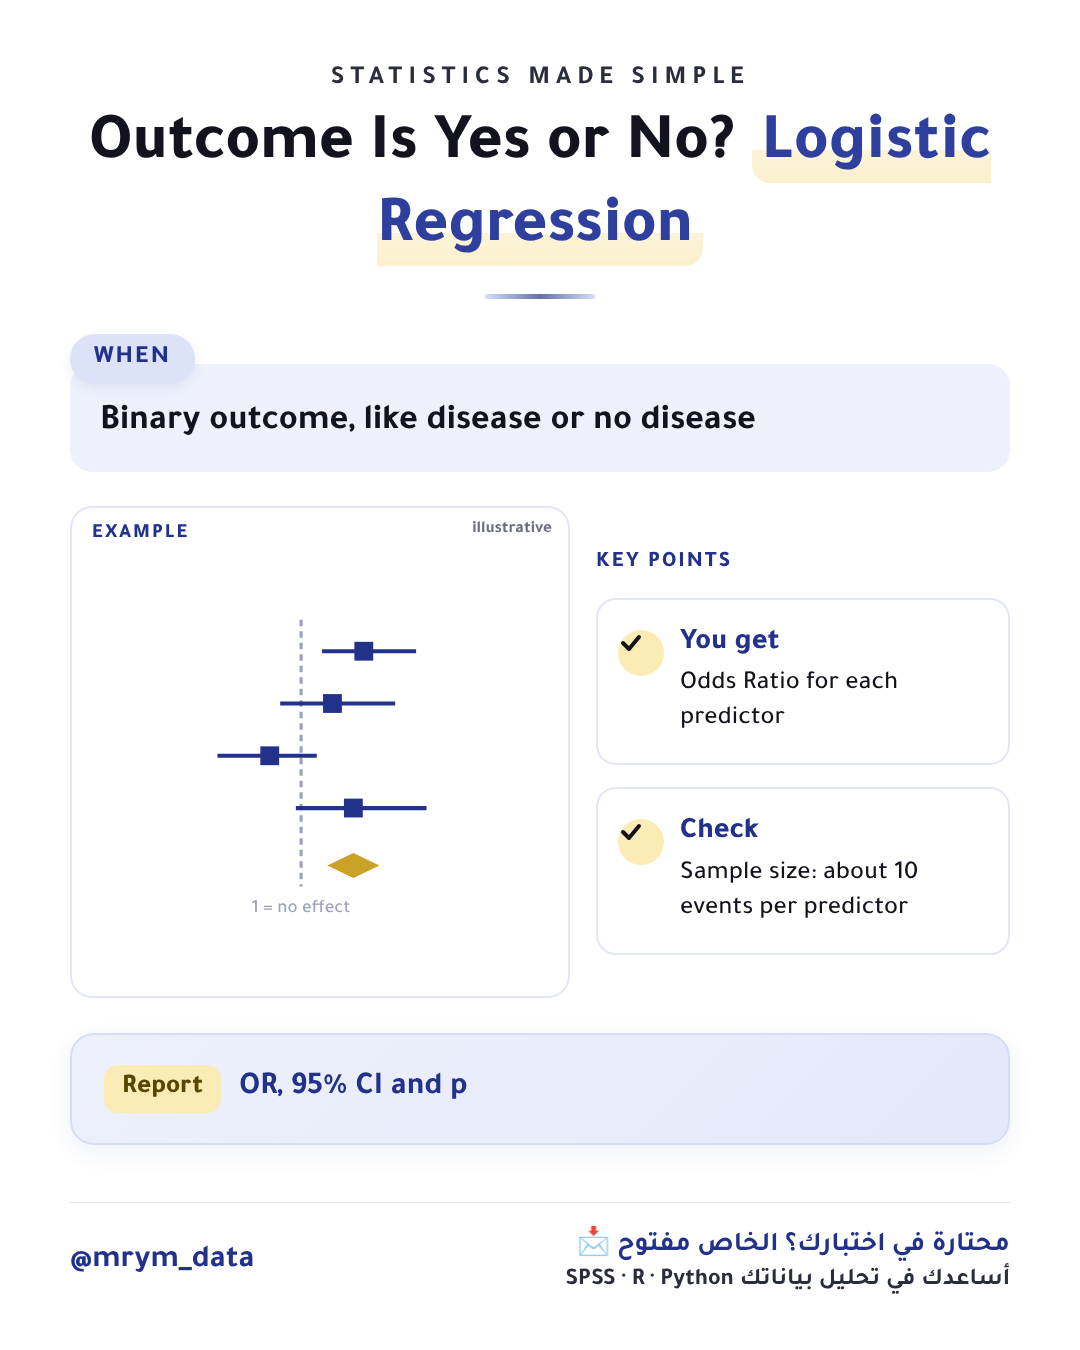 STATISTICS MADE SIMPLE
Outcome Is Yes or No? Logistic
Regression
WHEN
Binary outcome, like disease or no disease
EXAMPLE
illustrative
1 = no effect
KEY POINTS
You get
Odds Ratio for each
predictor
Check
Sample size: about 10
events per predictor
Report OR, 95% CI and p
@mrym_data
محتارة في اختبارك؟ الخاص مفتوح 📩
أساعدك في تحليل بياناتك SPSS · R · Python